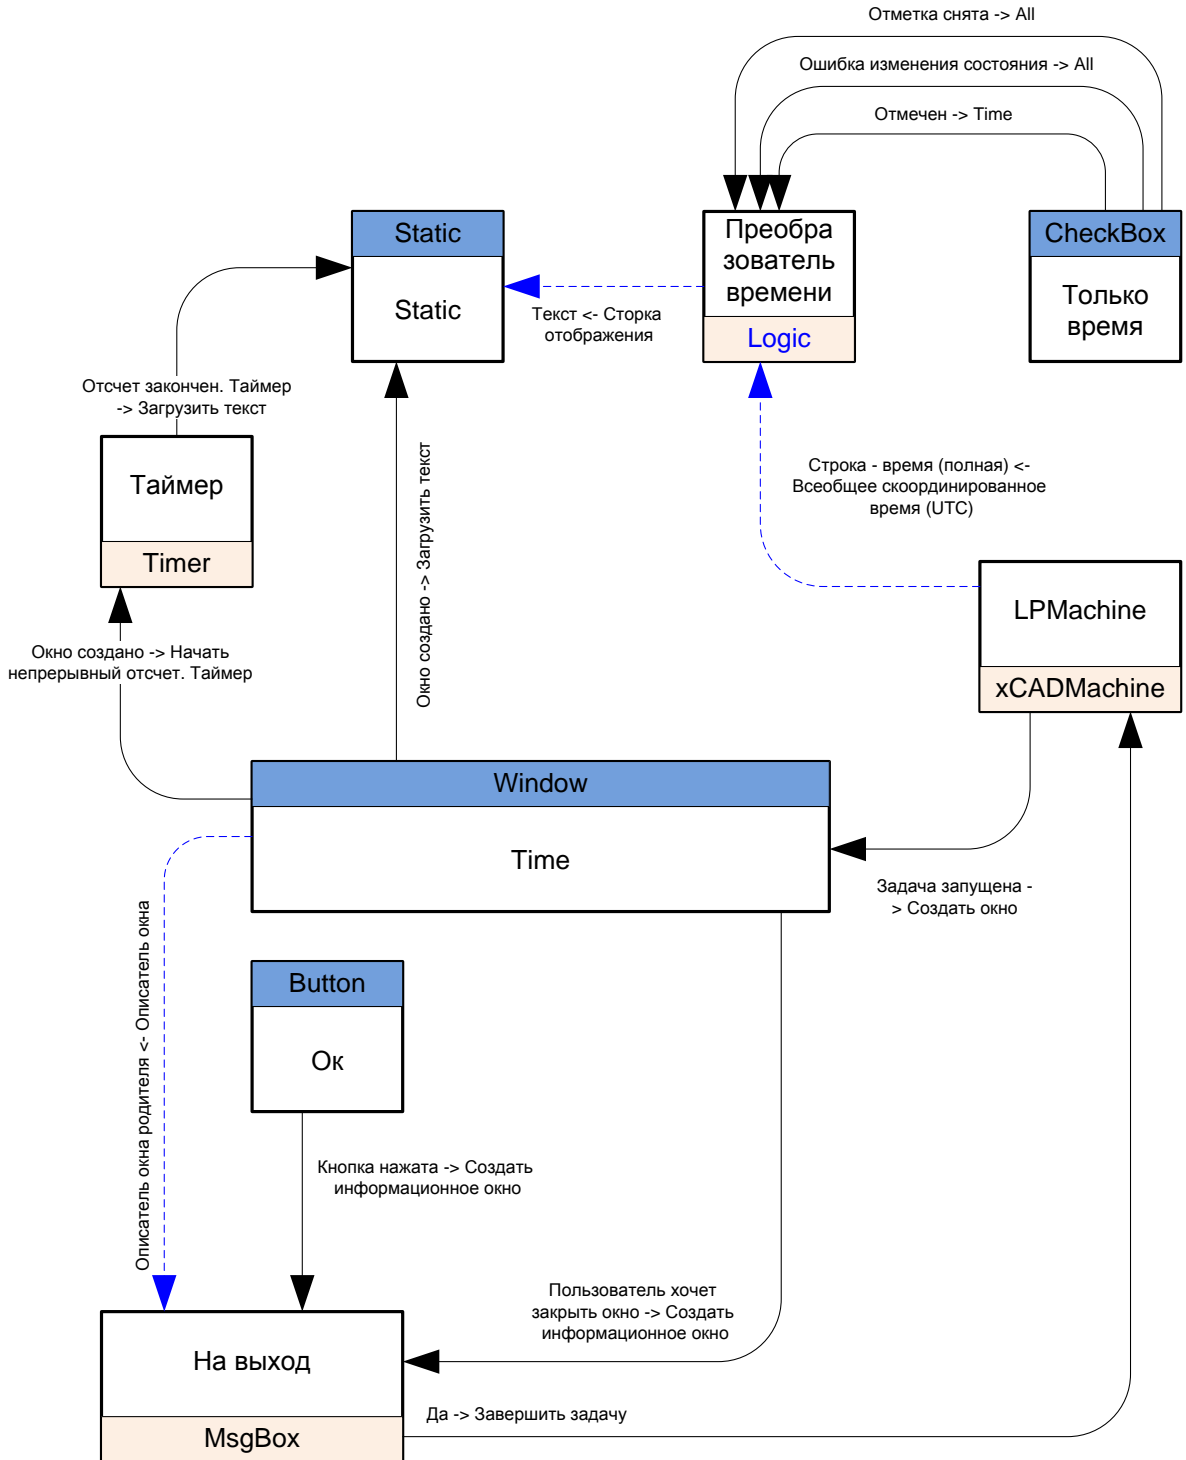 Отметка снята -> All
Ошибка изменения состояния -> All
Отмечен -> Time
Static
Static
Преобра
зователь
времени
Logic
CheckBox
Только
время
Текст <- Сторка
отображения
Отсчет закончен. Таймер
-> Загрузить текст
Таймер
Timer
Окно создано -> Загрузить текст
Строка - время (полная) <-
Всеобщее скоординированное
время (UTC)
LPMachine
xCADMachine
Окно создано -> Начать
непрерывный отсчет. Таймер
Window
Time
Задача запущена -
> Создать окно
Описатель окна родителя <- Описатель окна
Button
Ок
Кнопка нажата -> Создать
информационное окно
Пользователь хочет
закрыть окно -> Создать
информационное окно
На выход
MsgBox
Да -> Завершить задачу